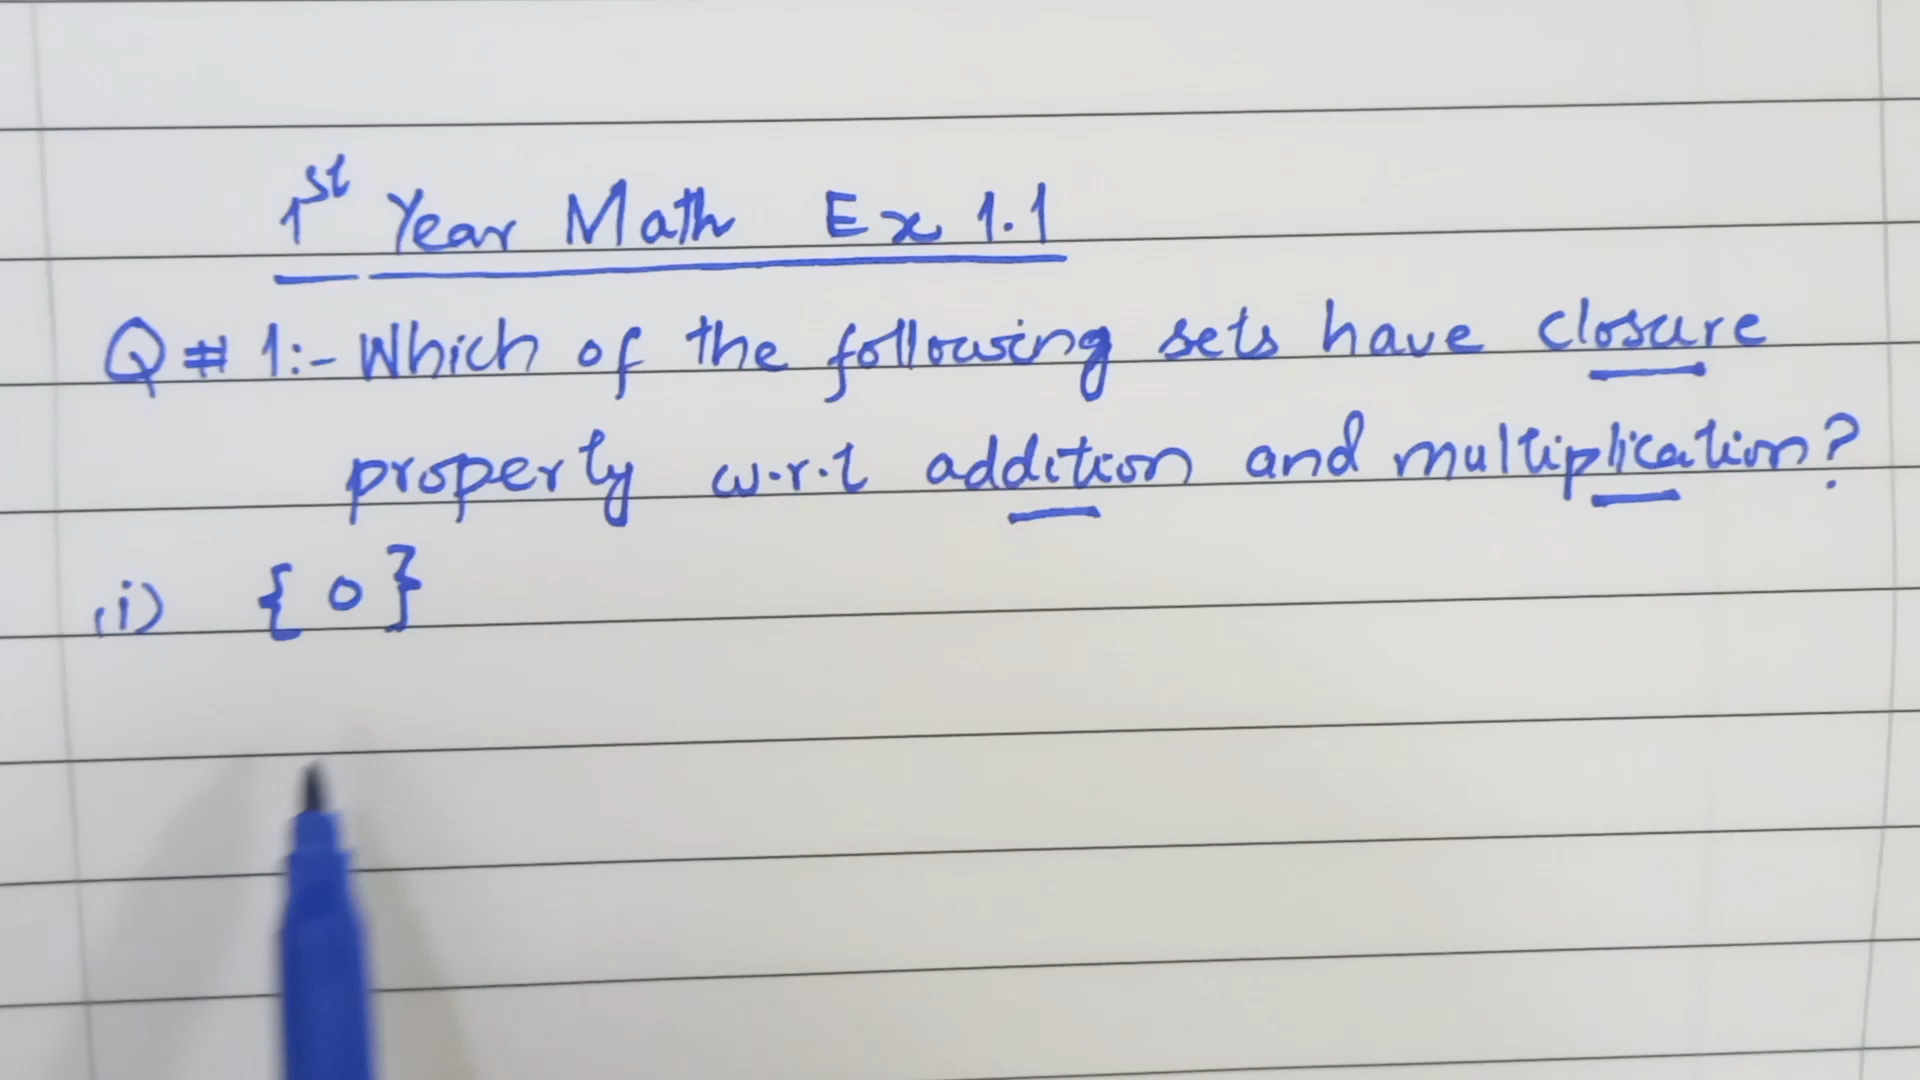 1st Year Math Ex 1.1
Q # 1:- Which of the following sets have closure
property w.r.t addition and multiplication?
(i) { 0 }